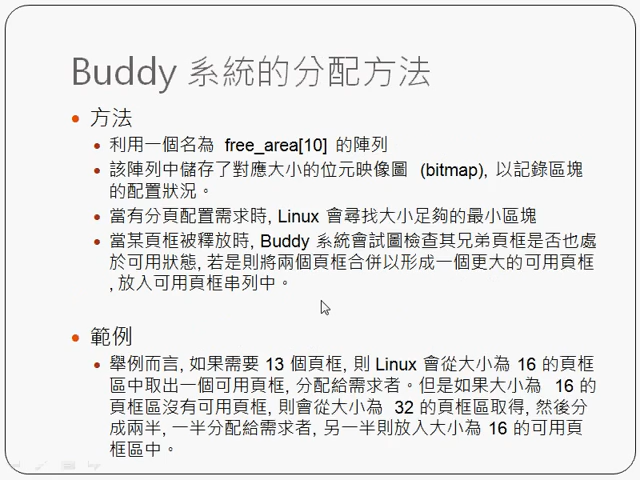 Buddy 系統的分配方法
• 方法
• 利用一個名為 free_area[10] 的陣列
• 該陣列中儲存了對應大小的位元映像圖 (bitmap), 以記錄區塊
的配置狀況。
• 當有分頁配置需求時, Linux 會尋找大小足夠的最小區塊
• 當某頁框被釋放時, Buddy 系統會試圖檢查其兄弟頁框是否也處
於可用狀態, 若是則將兩個頁框合併以形成一個更大的可用頁框
, 放入可用頁框串列中。
• 範例
• 舉例而言, 如果需要 13 個頁框, 則 Linux 會從大小為 16 的頁框
區中取出一個可用頁框, 分配給需求者。但是如果大小為 16 的
頁框區沒有可用頁框, 則會從大小為 32 的頁框區取得, 然後分
成兩半, 一半分配給需求者, 另一半則放入大小為 16 的可用頁
框區中。